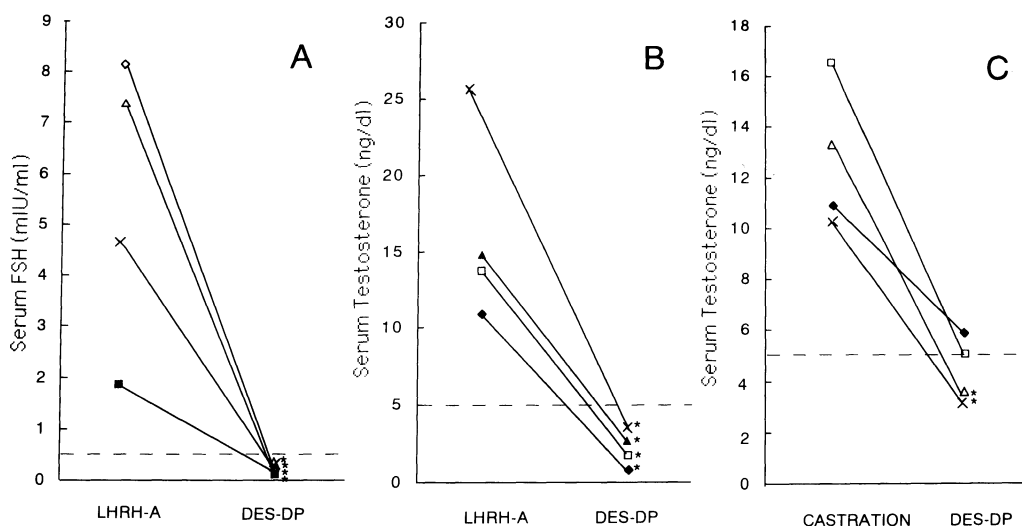 A
Serum FSH (mIU/ml)
9
8
7
6
5
4
3
2
1
0
LHRH-A
DES-DP
* * * *
B
Serum Testosterone (ng/dl)
30
25
20
15
10
5
0
LHRH-A
DES-DP
*
*
*
*
C
Serum Testosterone (ng/dl)
18
16
14
12
10
8
6
4
2
0
CASTRATION
DES-DP
*
*